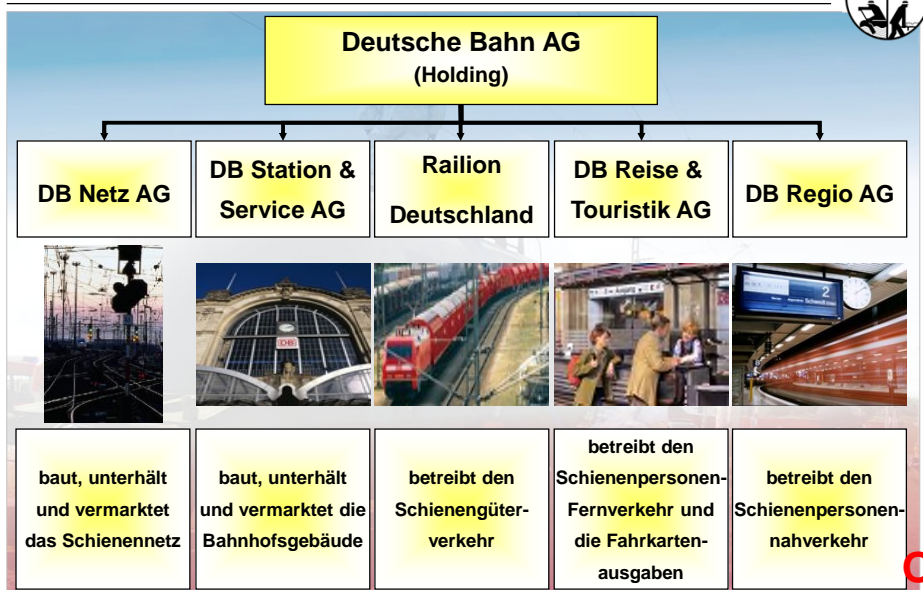 Deutsche Bahn AG
(Holding)
DB Netz AG
DB Station &
Service AG
Railion
Deutschland
DB Reise &
Touristik AG
DB Regio AG
DB
Ausgang
2
baut, unterhält
und vermarktet
das Schienennetz
baut, unterhält
und vermarktet die
Bahnhofsgebäude
betreibt den
Schienengüter-
verkehr
betreibt den
Schienenpersonen-
Fernverkehr und
die Fahrkarten-
ausgaben
betreibt den
Schienenpersonen-
nahverkehr